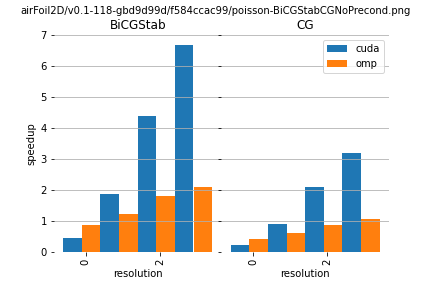 airFoil2D/v0.1-118-gbd9d99d/f584ccac99/poisson-BiCGStabCGNoPrecond.png
BiCGStab
CG
7
6
5
4
3
2
1
0
speedup
cuda
omp
0
2
0
2
resolution
resolution